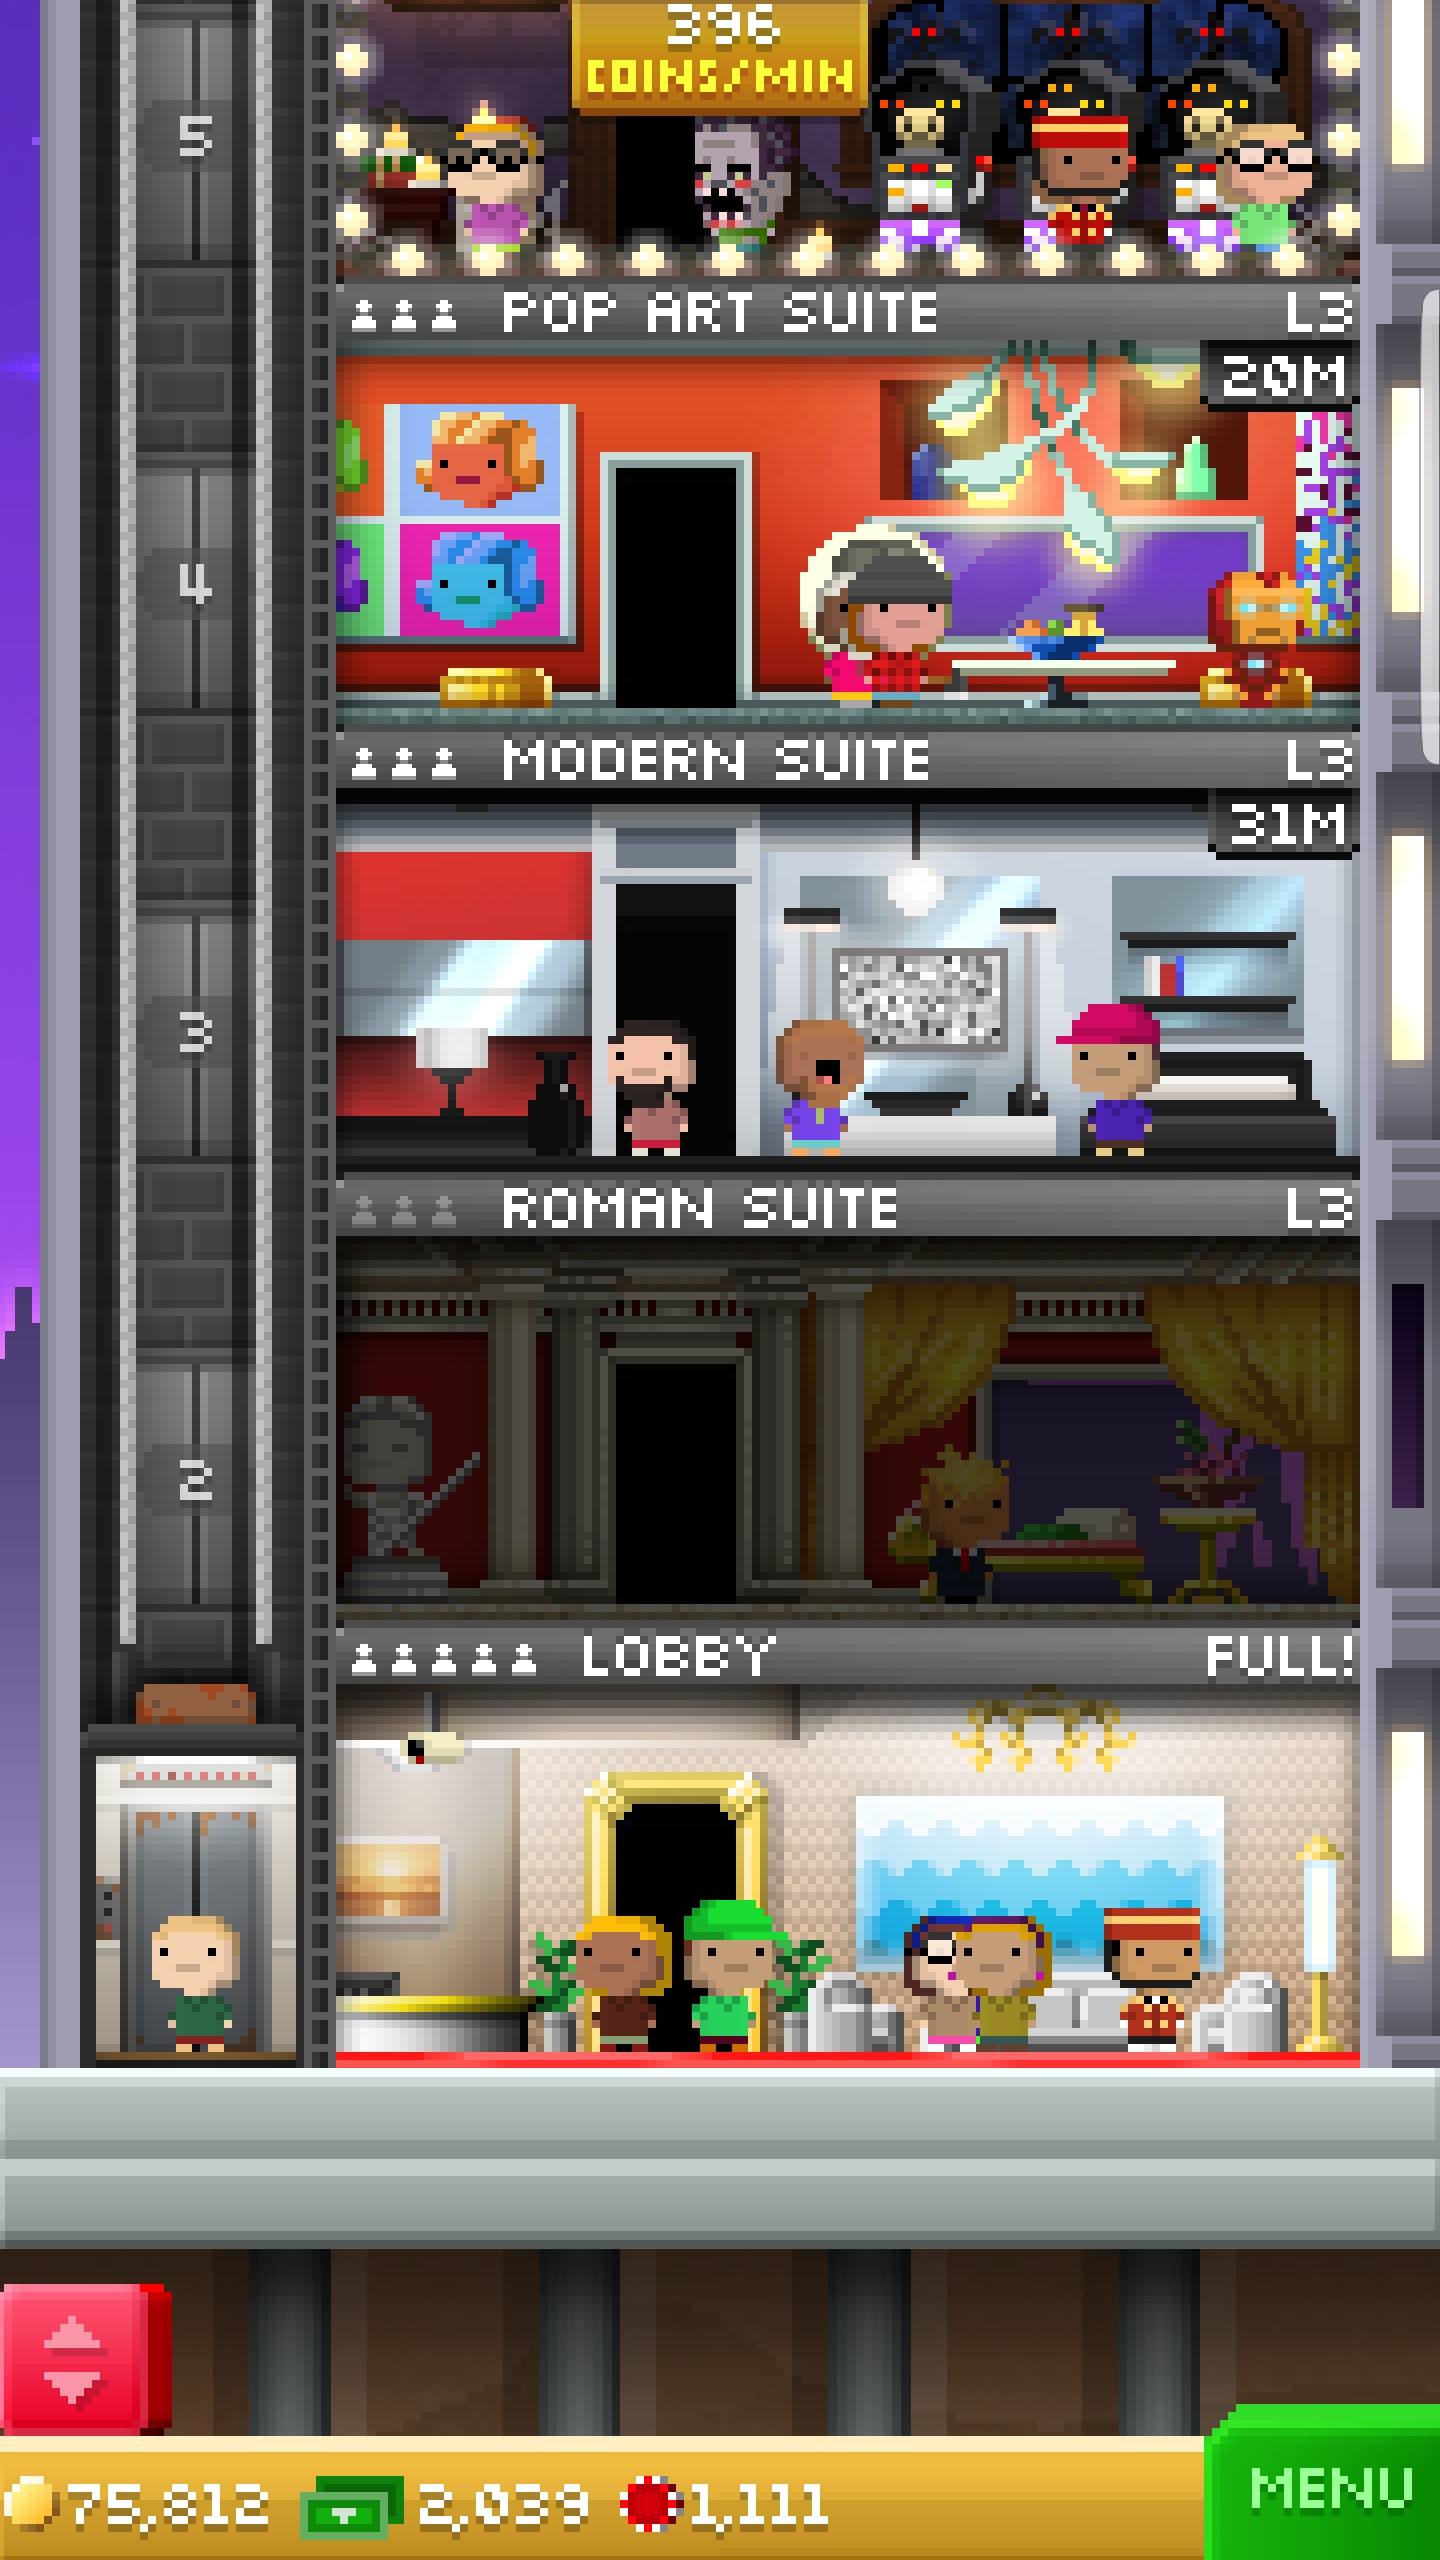 396
COINS/MIN
5
POP ART SUITE L3
20M
4
MODERN SUITE L3
31M
3
ROMAN SUITE L3
2
LOBBY FULL!
75,812 2,039 1,111
MENU